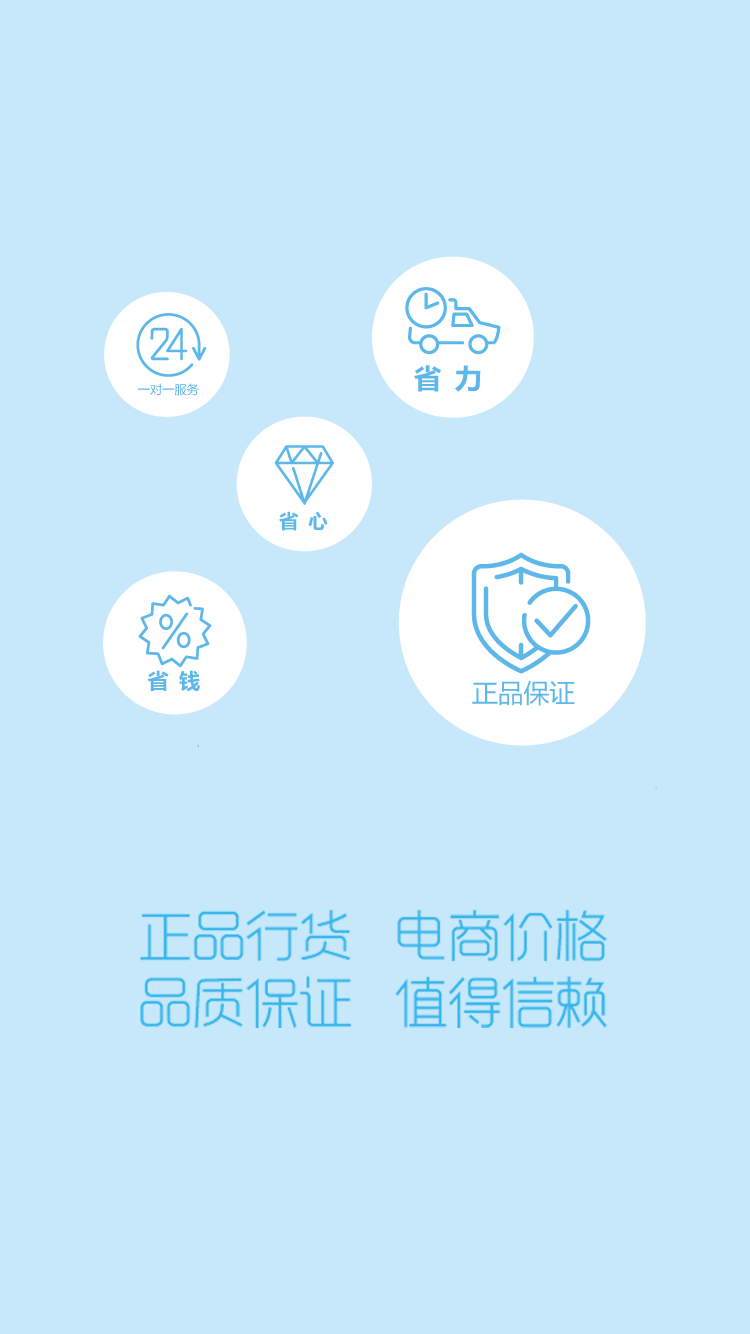 24
一对一服务
省力
省心
省钱
正品保证
正品行货 电商价格
品质保证 值得信赖